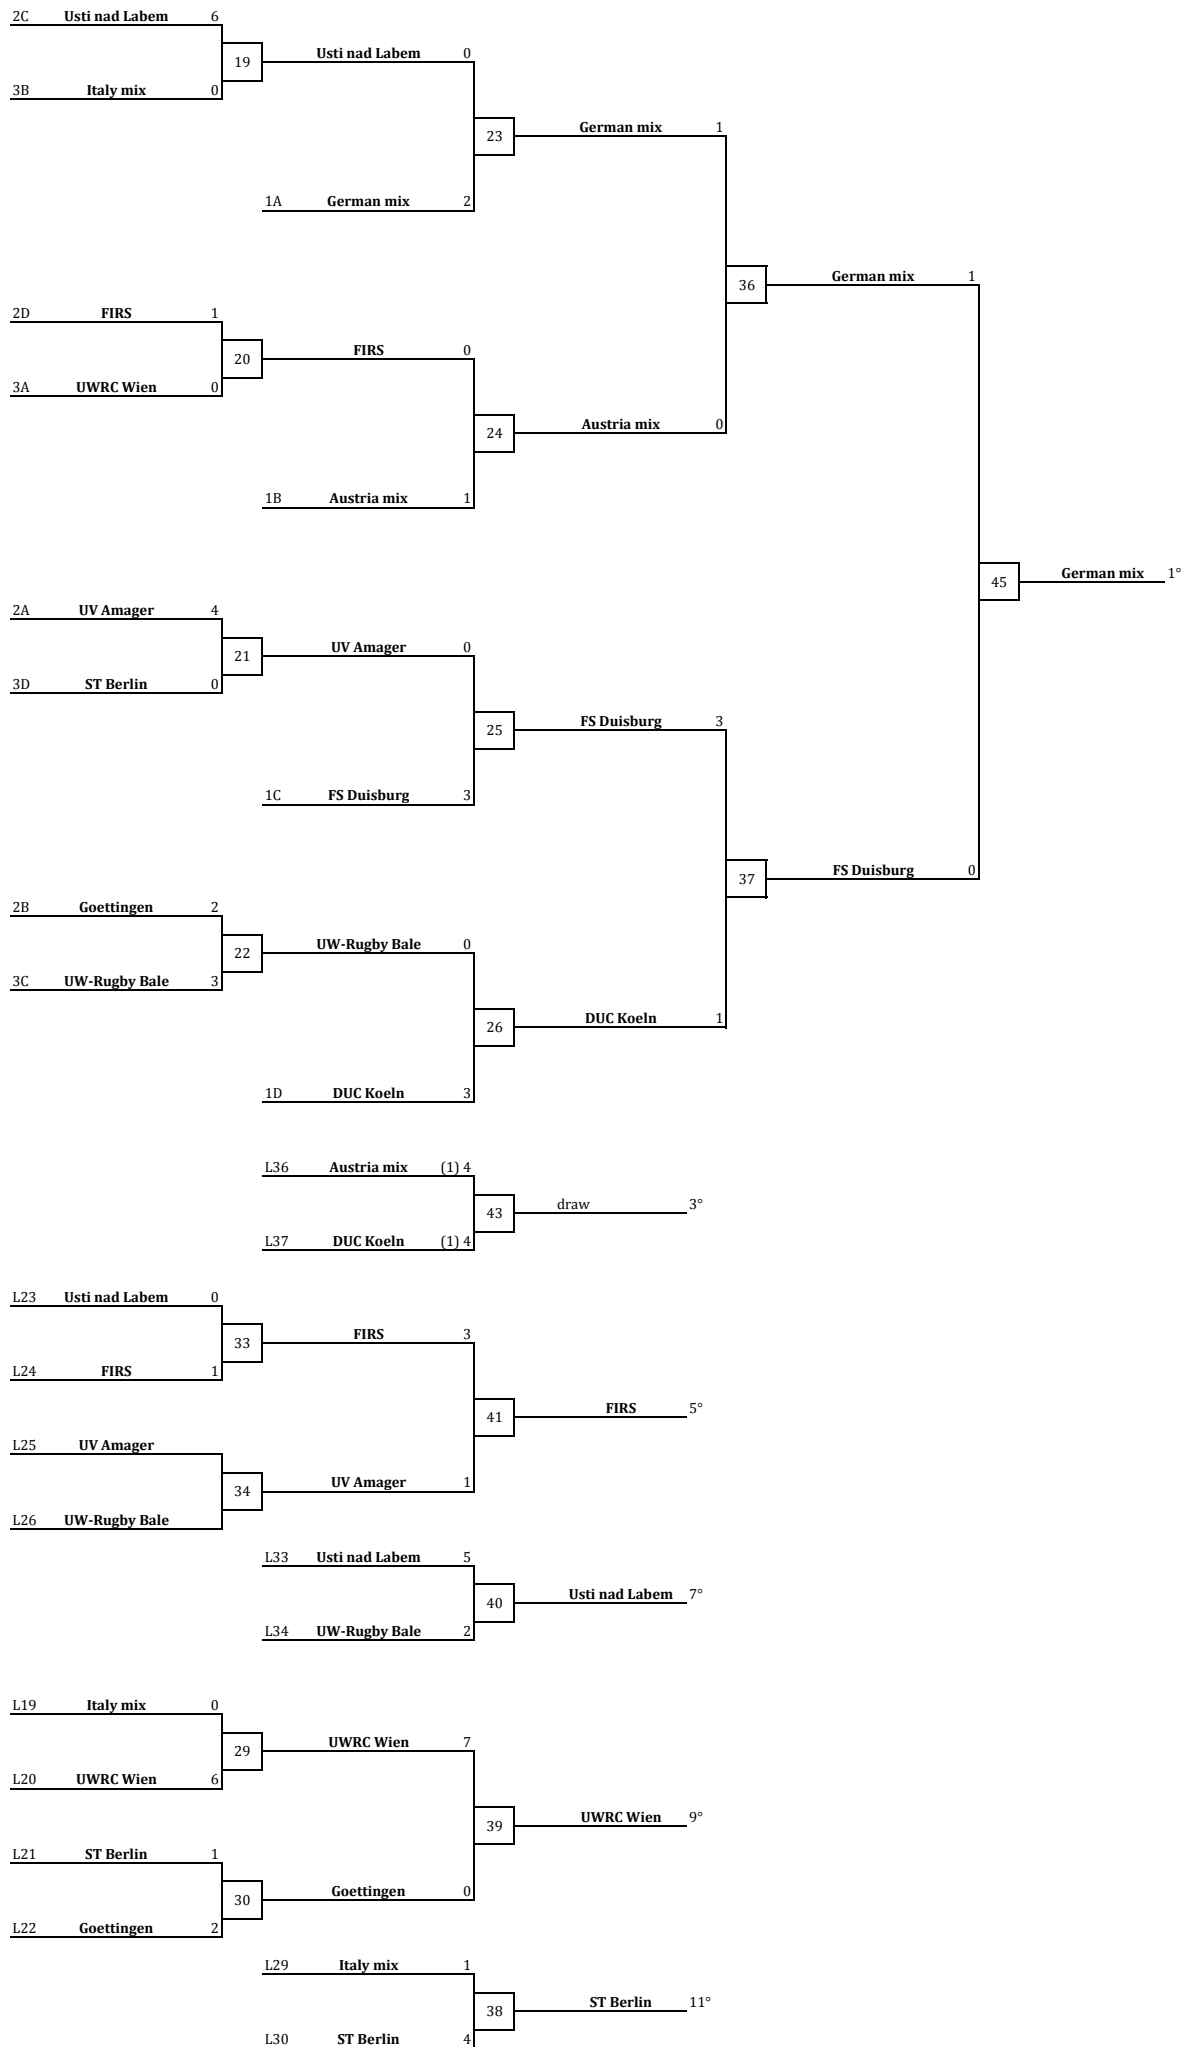 2C Usti nad Labem 6
19 Usti nad Labem 0
3B Italy mix 0
23 German mix 1
1A German mix 2
36 German mix 1
2D FIRS 1
20 FIRS 0
3A UWRC Wien 0
24 Austria mix 0
1B Austria mix 1
45 German mix 1°
2A UV Amager 4
21 UV Amager 0
3D ST Berlin 0
25 FS Duisburg 3
1C FS Duisburg 3
37 FS Duisburg 0
2B Goettingen 2
22 UW-Rugby Bale 0
3C UW-Rugby Bale 3
26 DUC Koeln 1
1D DUC Koeln 3
L36 Austria mix (1) 4
43 draw 3°
L37 DUC Koeln (1) 4
L23 Usti nad Labem 0
33 FIRS 3
L24 FIRS 1
41 FIRS 5°
L25 UV Amager
34 UV Amager 1
L26 UW-Rugby Bale
L33 Usti nad Labem 5
40 Usti nad Labem 7°
L34 UW-Rugby Bale 2
L19 Italy mix 0
29 UWRC Wien 7
L20 UWRC Wien 6
39 UWRC Wien 9°
L21 ST Berlin 1
30 Goettingen 0
L22 Goettingen 2
L29 Italy mix 1
38 ST Berlin 11°
L30 ST Berlin 4